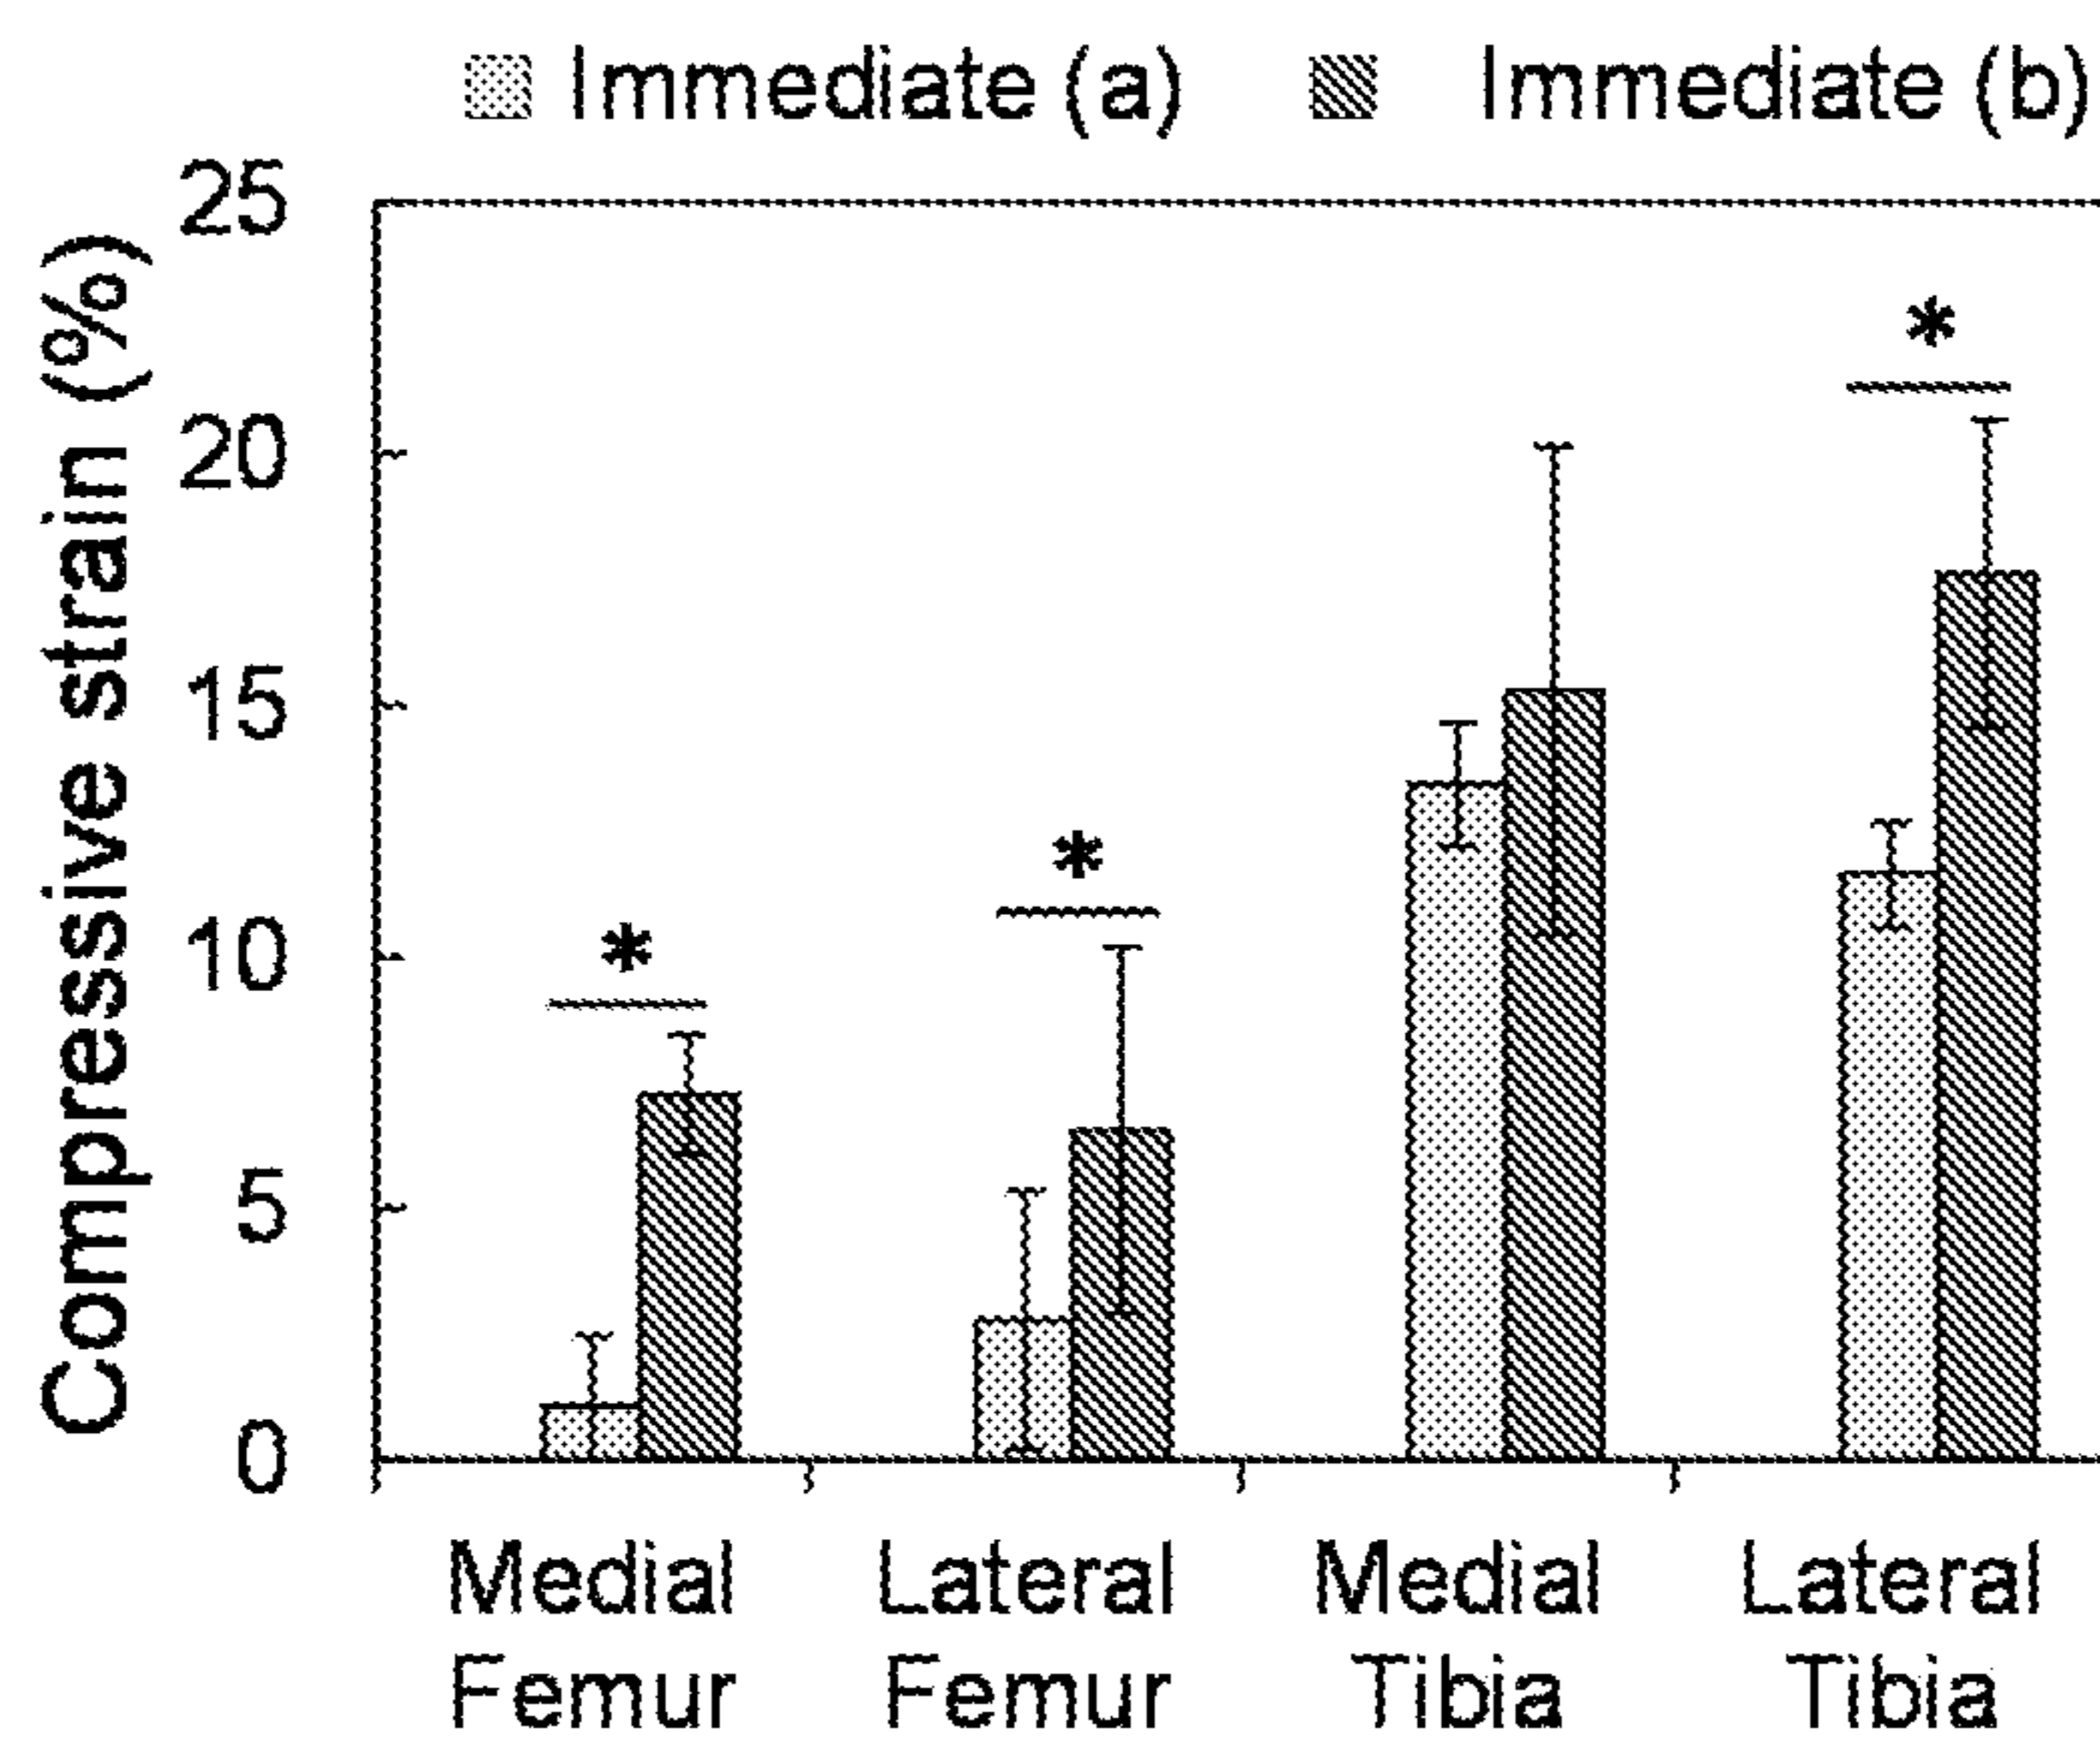 Immediate (a) Immediate (b)
Compressive strain (%)
25
20
15
10
5
0
*
*
*
Medial Femur
Lateral Femur
Medial Tibia
Lateral Tibia